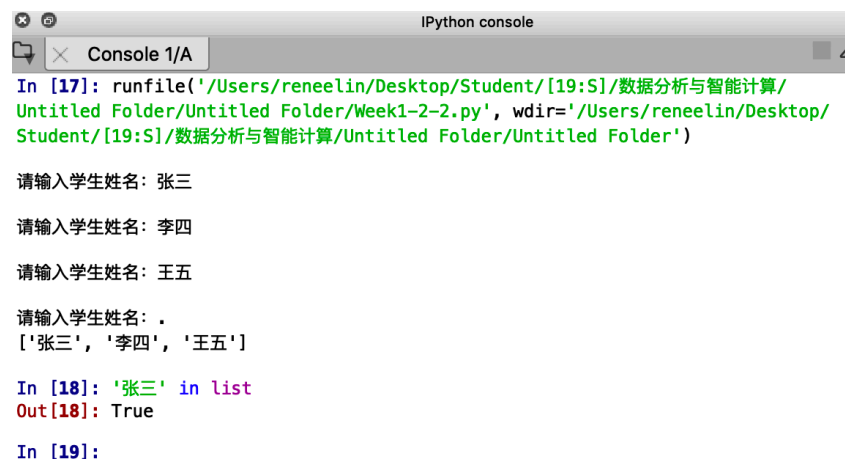 IPython console
Console 1/A
In [17]: runfile('/Users/reneelin/Desktop/Student/[19:S]/数据分析与智能计算/
Untitled Folder/Untitled Folder/Week1-2-2.py', wdir='/Users/reneelin/Desktop/
Student/[19:S]/数据分析与智能计算/Untitled Folder/Untitled Folder')
请输入学生姓名：张三
请输入学生姓名：李四
请输入学生姓名：王五
请输入学生姓名：.
['张三', '李四', '王五']
In [18]: '张三' in list
Out[18]: True
In [19]: